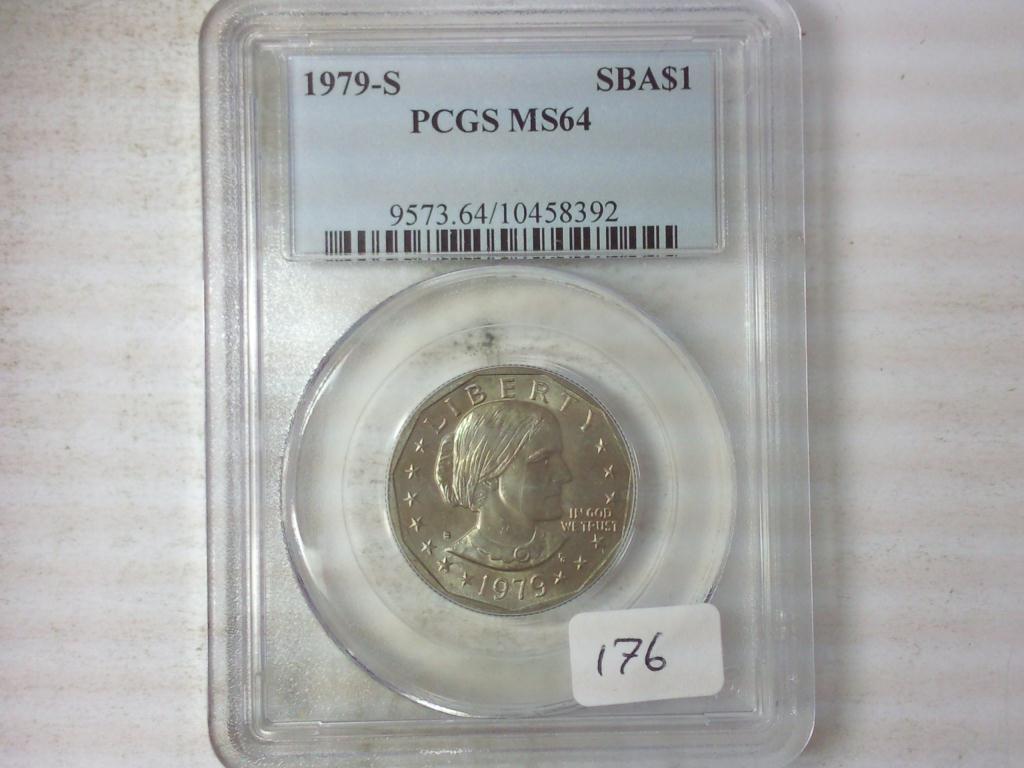 1979-S SBA$1
PCGS MS64
9573.64/10458392
LIBERTY
IN GOD
WE TRUST
S
1979
176